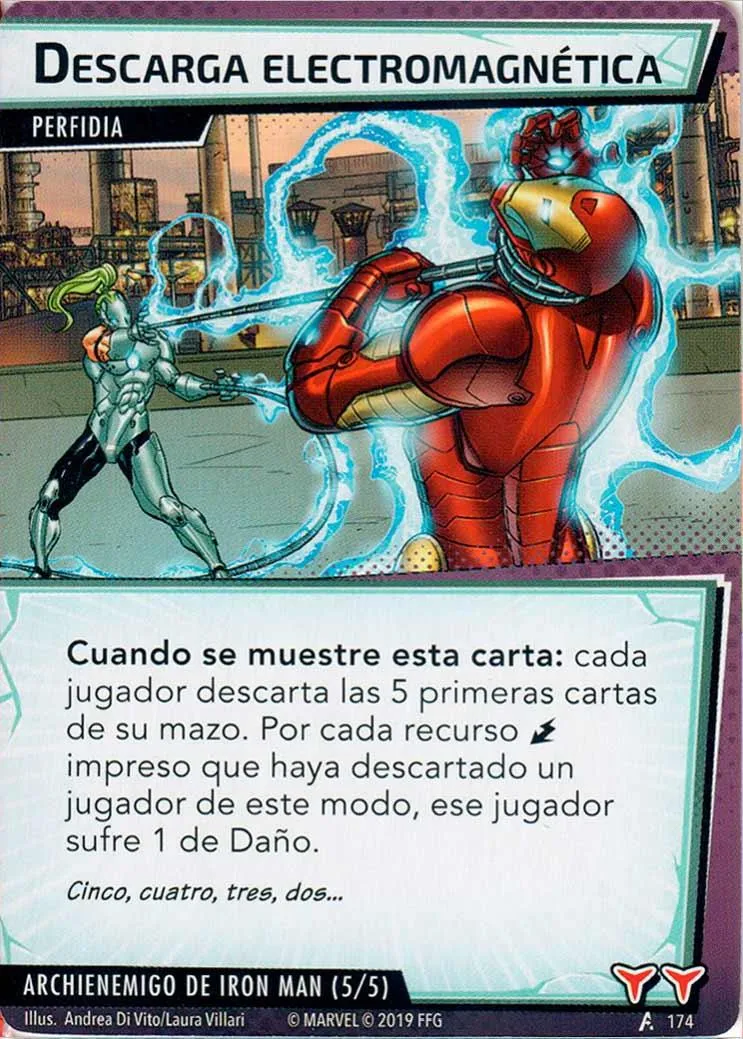 DESCARGA ELECTROMAGNÉTICA
PERFIDIA
Cuando se muestre esta carta: cada
jugador descarta las 5 primeras cartas
de su mazo. Por cada recurso
impreso que haya descartado un
jugador de este modo, ese jugador
sufre 1 de Daño.
Cinco, cuatro, tres, dos...
ARCHIENEMIGO DE IRON MAN (5/5)
Illus. Andrea Di Vito/Laura Villari © MARVEL © 2019 FFG 174